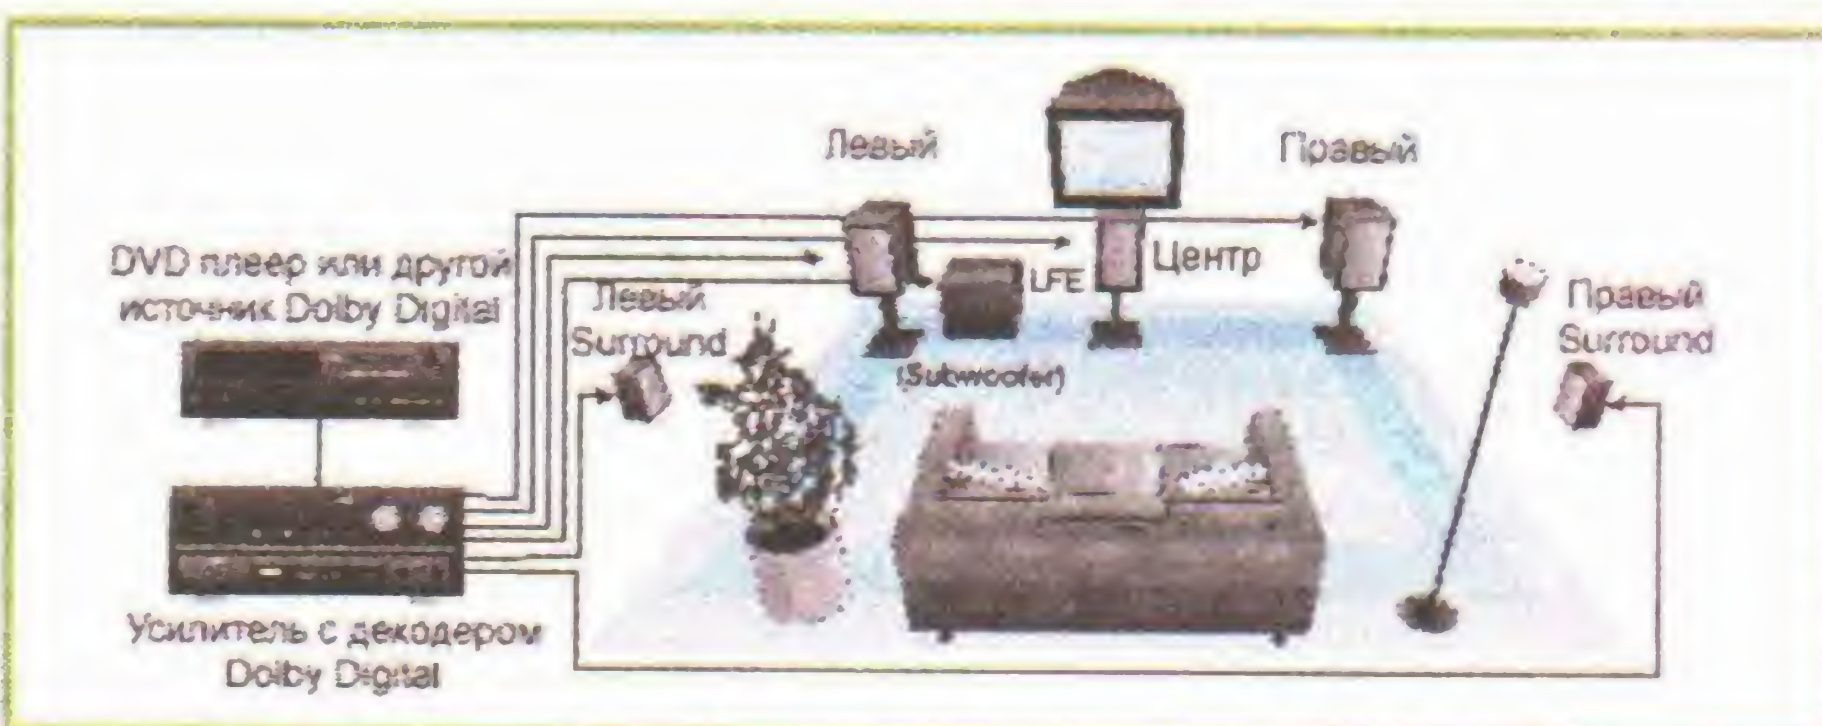 Левый
Правый
DVD плеер или другой
источник Dolby Digital
Левый
Surround
LFE
Центр
(Subwoofer)
Правый
Surround
Усилитель с декодером
Dolby Digital